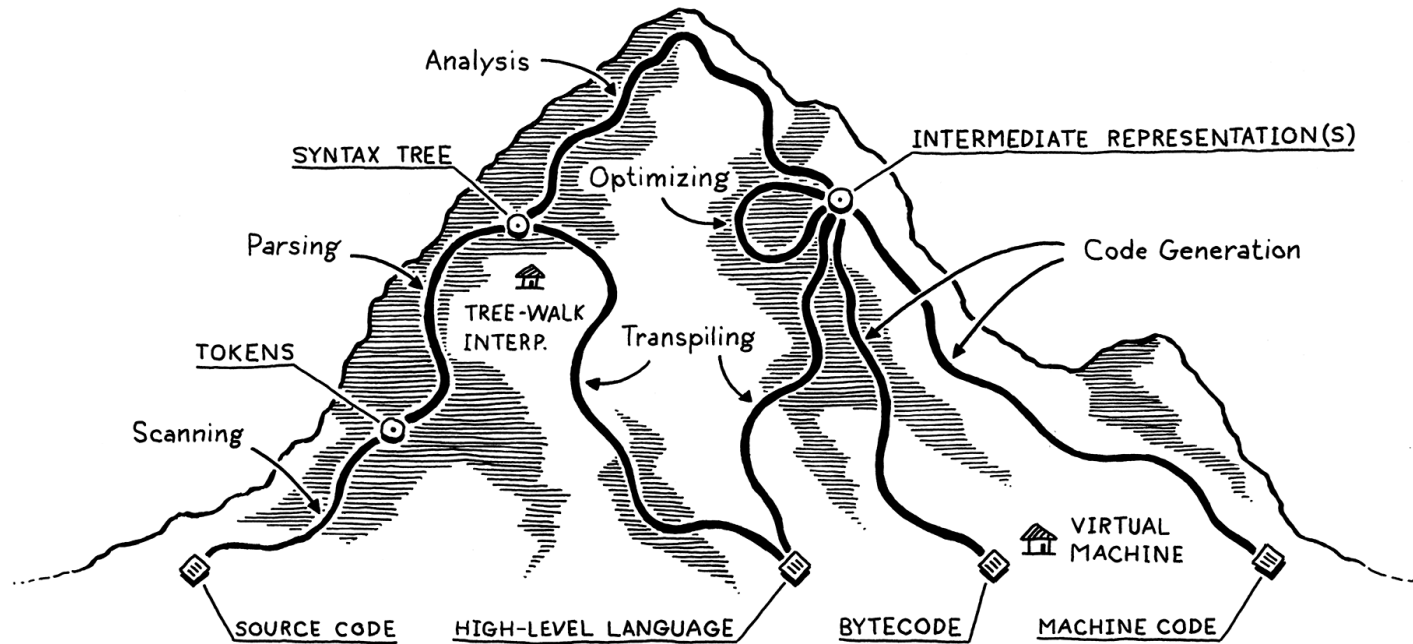 Analysis
INTERMEDIATE REPRESENTATION(S)
SYNTAX TREE
Optimizing
Parsing
Code Generation
TREE-WALK
INTERP.
Transpiling
TOKENS
Scanning
VIRTUAL
MACHINE
SOURCE CODE
HIGH-LEVEL LANGUAGE
BYTECODE
MACHINE CODE